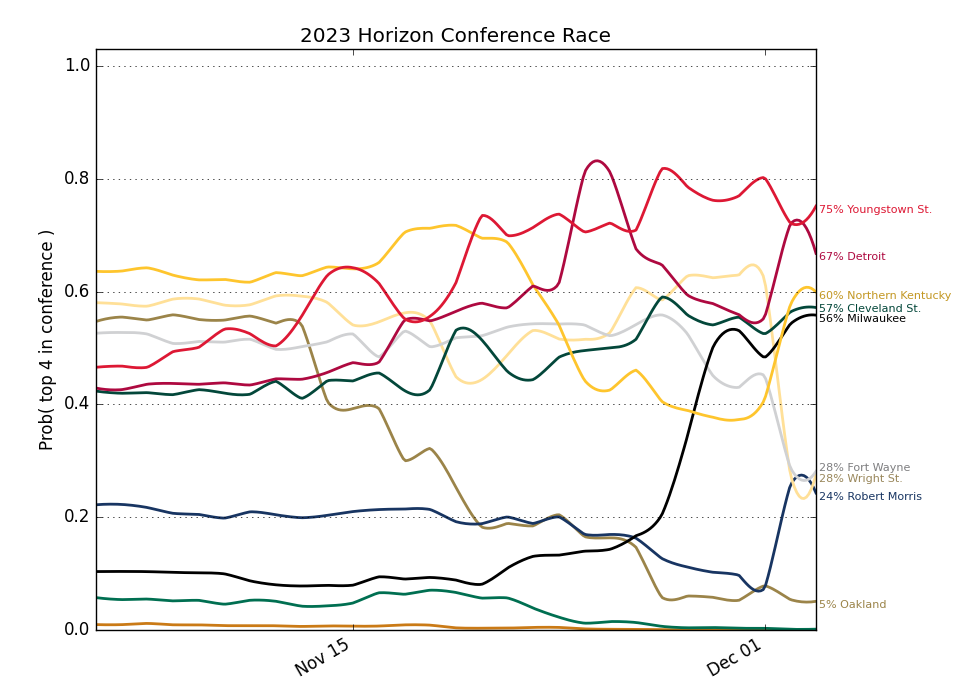 2023 Horizon Conference Race
Prob( top 4 in conference )
1.0
0.8
0.6
0.4
0.2
0.0
Nov 15
Dec 01
75% Youngstown St.
67% Detroit
60% Northern Kentucky
57% Cleveland St.
56% Milwaukee
28% Fort Wayne
28% Wright St.
24% Robert Morris
5% Oakland